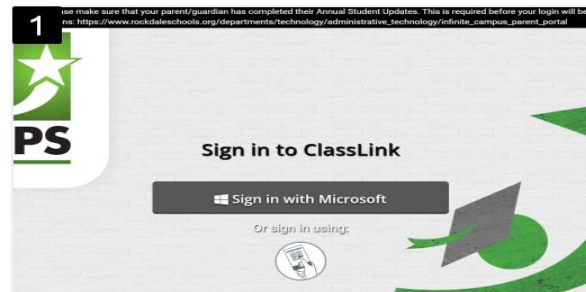 1
se make sure that your parent/guardian has completed their Annual Student Updates. This is required before your login will be
ns: https://www.rockdaleschools.org/departments/technology/administrative_technology/infinite_campus_parent_portal
PS
Sign in to ClassLink
Sign in with Microsoft
Or sign in using: